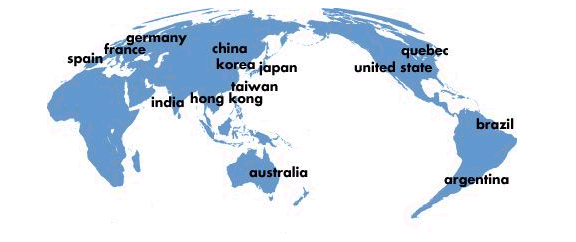 germany
france
spain
china
korea
japan
taiwan
india
hong kong
quebec
united state
brazil
australia
argentina